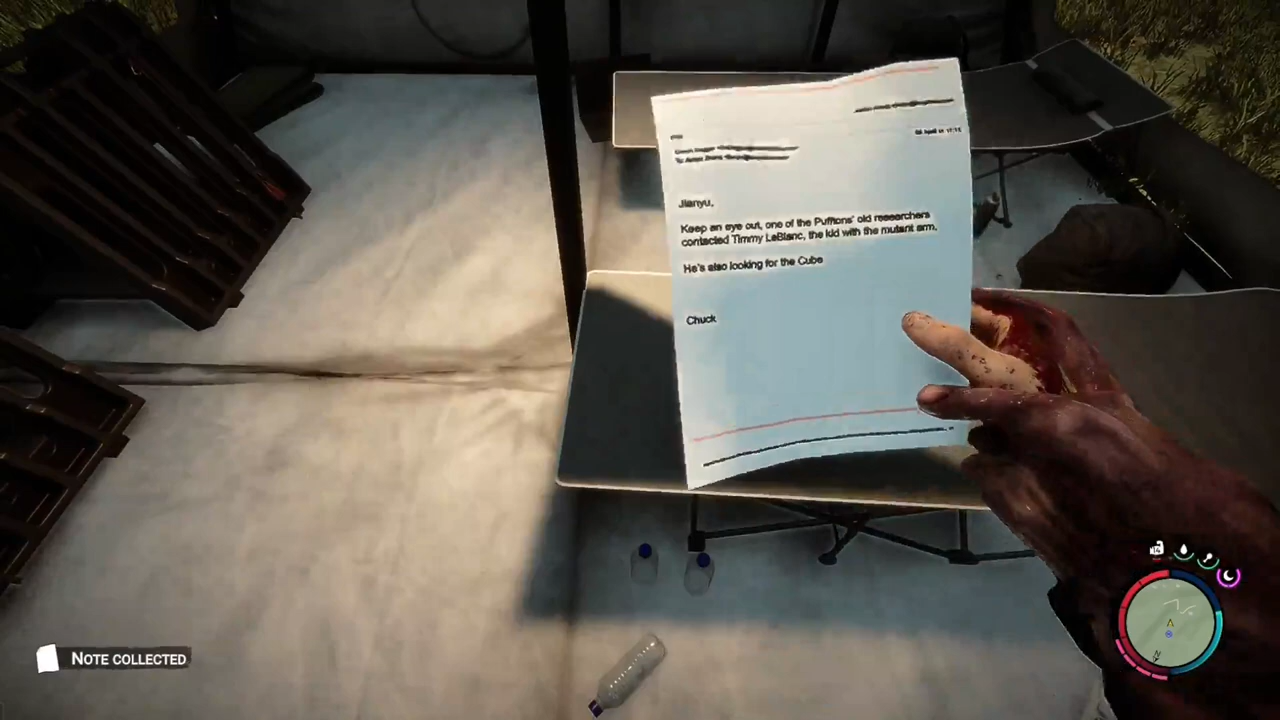 Jianyu,
Keep an eye out, one of the Pufftons' old researchers
contacted Timmy LeBlanc, the kid with the mutant arm.
He's also looking for the Cube
Chuck
NOTE COLLECTED
N